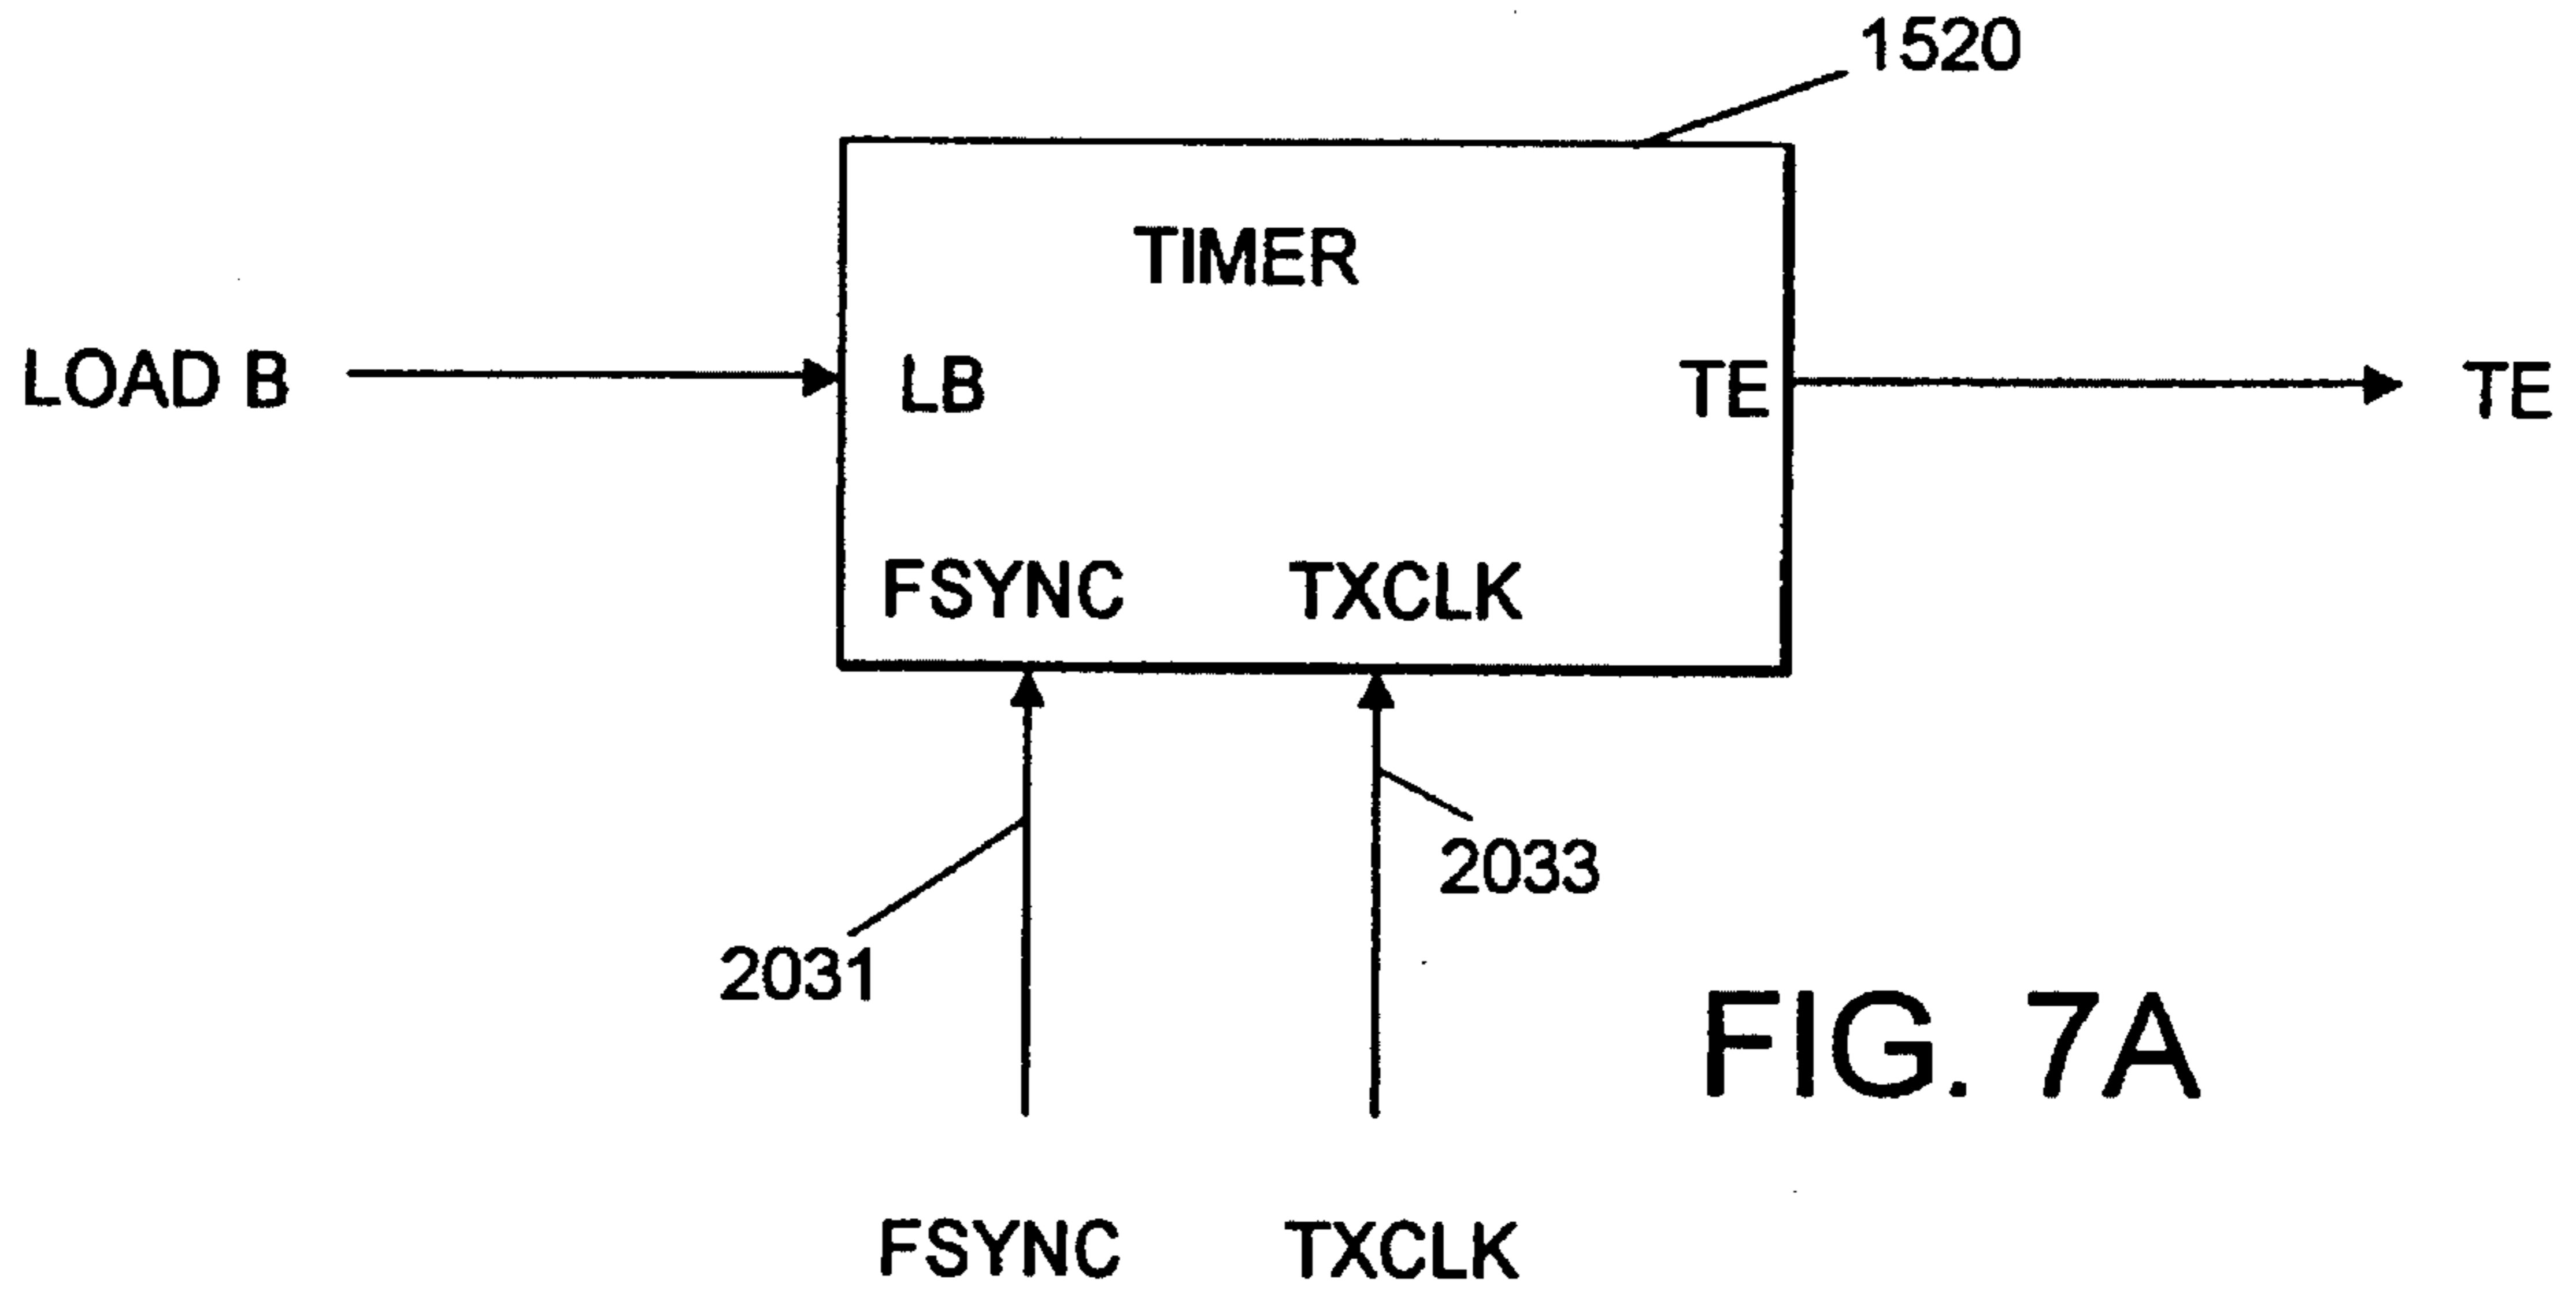 1520
TIMER
LOAD B
LB
TE
TE
FSYNC
TXCLK
2033
2031
FIG. 7A
FSYNC
TXCLK